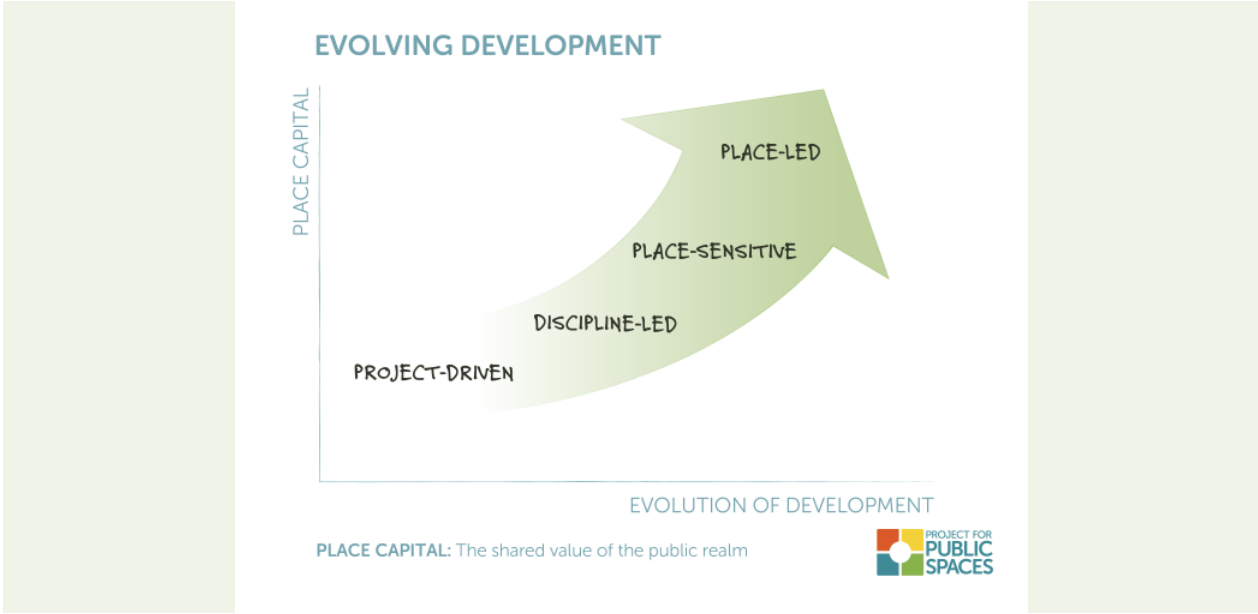 EVOLVING DEVELOPMENT
PLACE CAPITAL
PLACE-LED
PLACE-SENSITIVE
DISCIPLINE-LED
PROJECT-DRIVEN
EVOLUTION OF DEVELOPMENT
PLACE CAPITAL: The shared value of the public realm
PROJECT FOR
PUBLIC
SPACES